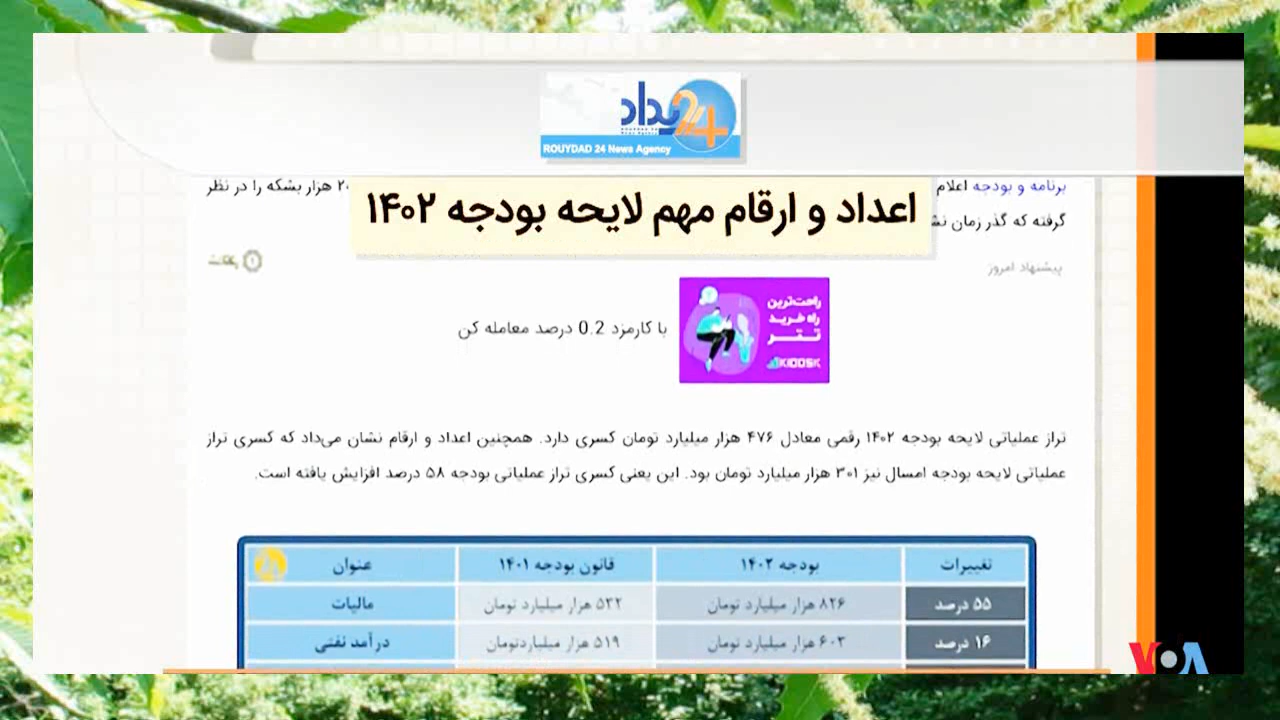 رویداد24
ROUYDAD 24 News Agency
اعداد و ارقام مهم لایحه بودجه ۱۴۰۲
برنامه و بودجه اعلام
هزار بشکه را در نظر
گرفته که گذر زمان
پیشنهاد امروز
راحت‌ترین
راه خرید
تتر
KIOOSK
با کارمزد 0.2 درصد معامله کن
تراز عملیاتی لایحه بودجه ۱۴۰۲ رقمی معادل ۴۷۶ هزار میلیارد تومان کسری دارد. همچنین اعداد و ارقام نشان می‌داد که کسری تراز
عملیاتی لایحه بودجه امسال نیز ۳۰۱ هزار میلیارد تومان بود. این یعنی کسری تراز عملیاتی بودجه ۵۸ درصد افزایش یافته است.
تغییرات بودجه ۱۴۰۲ قانون بودجه ۱۴۰۱ عنوان
۵۵ درصد ۸۲۶ هزار میلیارد تومان ۵۳۲ هزار میلیارد تومان مالیات
۱۶ درصد ۶۰۳ هزار میلیارد تومان ۵۱۹ هزار میلیاردتومان درآمد نفتی
VOA